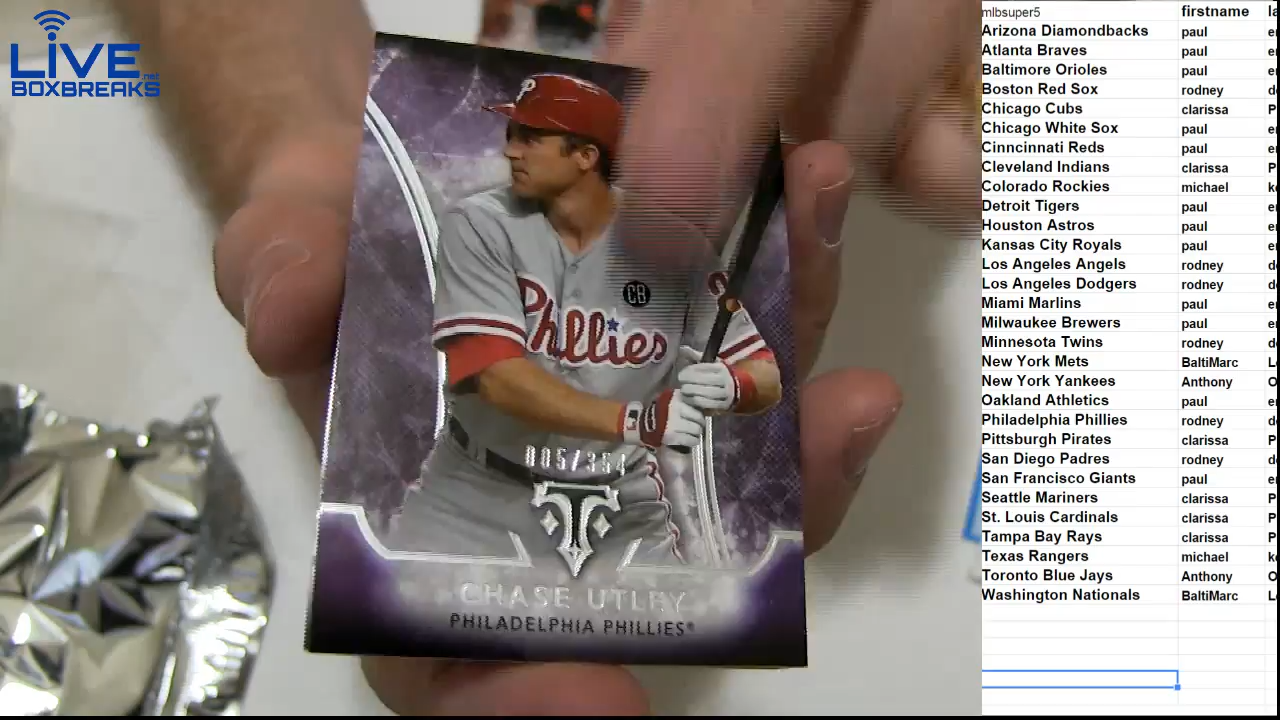 LIVE
.net
BOXBREAKS
P
Phillies
CB
005/354
CHASE UTLEY
PHILADELPHIA PHILLIES®
mlbsuper5 firstname la
Arizona Diamondbacks paul e
Atlanta Braves paul e
Baltimore Orioles paul e
Boston Red Sox rodney d
Chicago Cubs clarissa P
Chicago White Sox paul e
Cinncinnati Reds paul e
Cleveland Indians clarissa P
Colorado Rockies michael k
Detroit Tigers paul e
Houston Astros paul e
Kansas City Royals paul e
Los Angeles Angels rodney d
Los Angeles Dodgers rodney d
Miami Marlins paul e
Milwaukee Brewers paul e
Minnesota Twins rodney d
New York Mets BaltiMarc L
New York Yankees Anthony O
Oakland Athletics paul e
Philadelphia Phillies rodney d
Pittsburgh Pirates clarissa P
San Diego Padres rodney d
San Francisco Giants paul e
Seattle Mariners clarissa P
St. Louis Cardinals clarissa P
Tampa Bay Rays clarissa P
Texas Rangers michael k
Toronto Blue Jays Anthony O
Washington Nationals BaltiMarc L